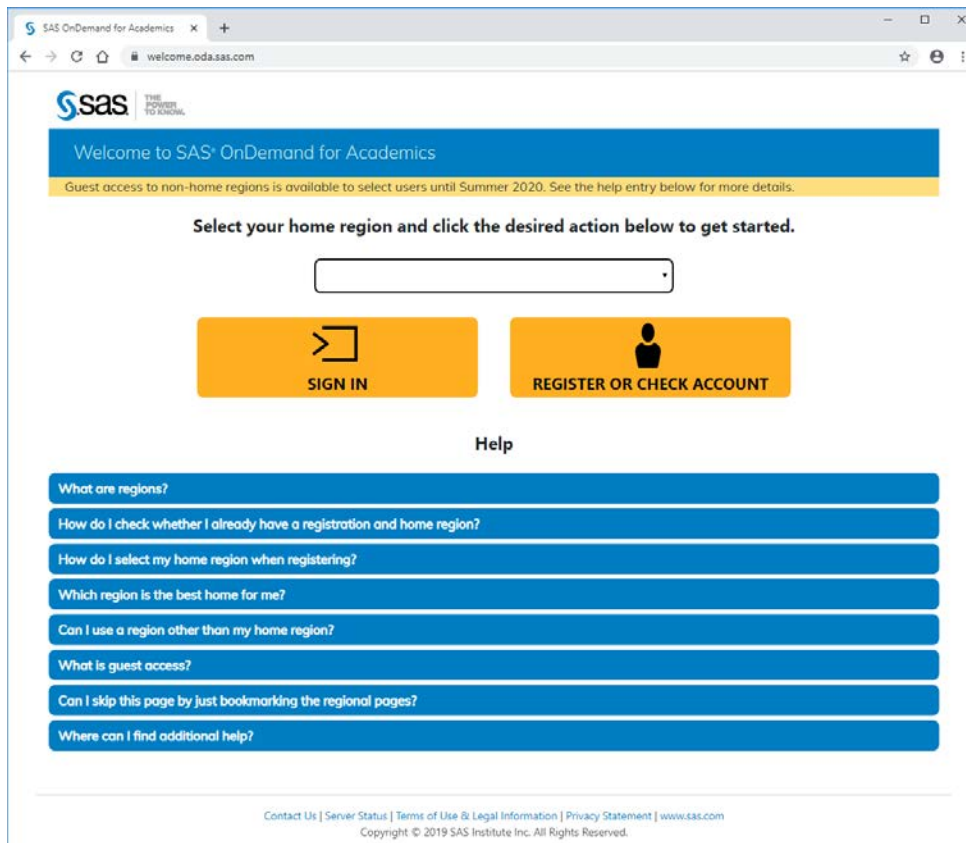 SAS OnDemand for Academics
welcome.oda.sas.com
sas THE POWER TO KNOW.
Welcome to SAS® OnDemand for Academics
Guest access to non-home regions is available to select users until Summer 2020. See the help entry below for more details.
Select your home region and click the desired action below to get started.
SIGN IN
REGISTER OR CHECK ACCOUNT
Help
What are regions?
How do I check whether I already have a registration and home region?
How do I select my home region when registering?
Which region is the best home for me?
Can I use a region other than my home region?
What is guest access?
Can I skip this page by just bookmarking the regional pages?
Where can I find additional help?
Contact Us | Server Status | Terms of Use & Legal Information | Privacy Statement | www.sas.com
Copyright © 2019 SAS Institute Inc. All Rights Reserved.